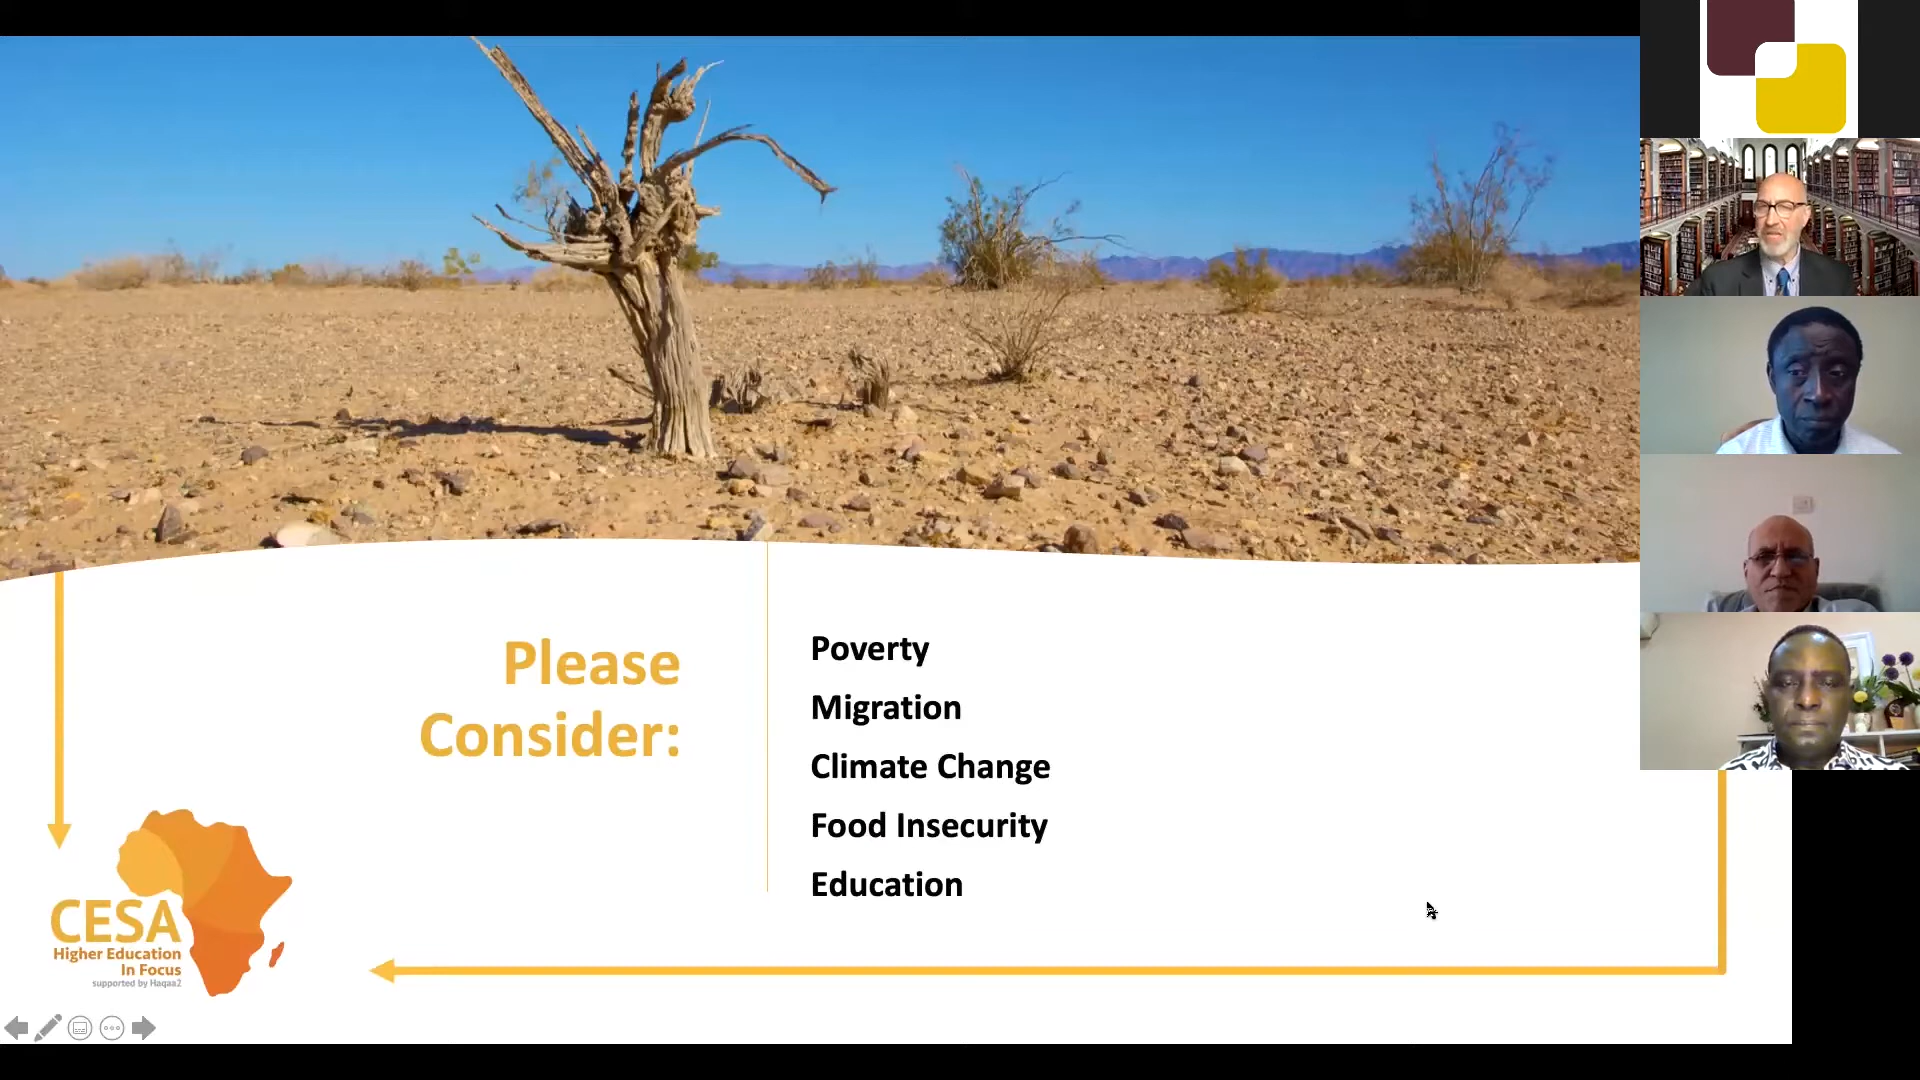 Please
Consider:
Poverty
Migration
Climate Change
Food Insecurity
Education
CESA
Higher Education
In Focus
supported by Haqaa2